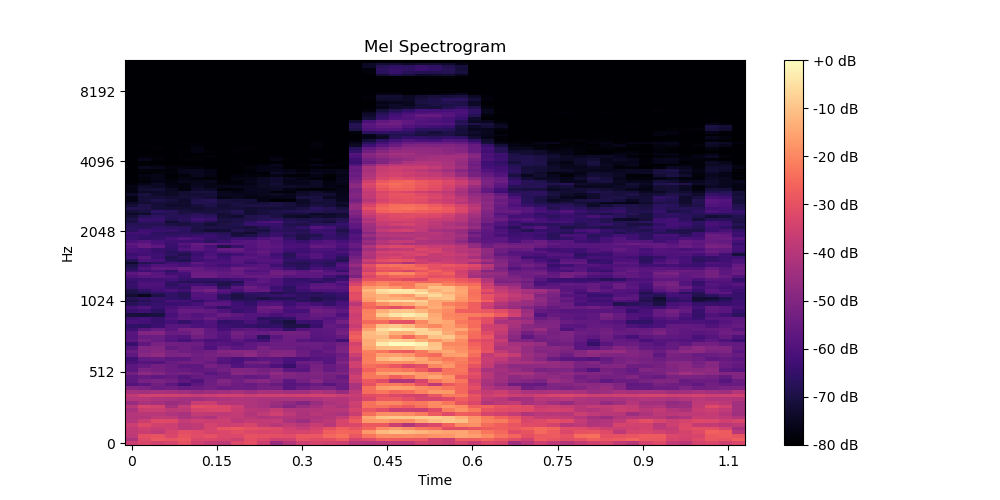 Mel Spectrogram
Hz
8192
4096
2048
1024
512
0
0 0.15 0.3 0.45 0.6 0.75 0.9 1.1
Time
+0 dB
-10 dB
-20 dB
-30 dB
-40 dB
-50 dB
-60 dB
-70 dB
-80 dB